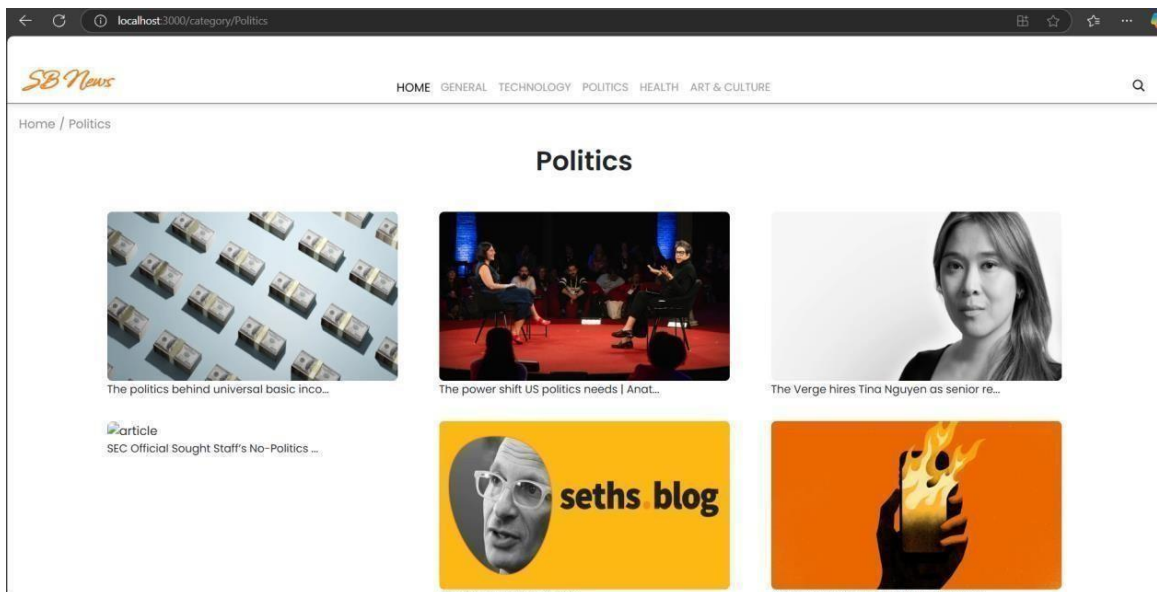 localhost:3000/category/Politics
SB News
HOME GENERAL TECHNOLOGY POLITICS HEALTH ART & CULTURE
Home / Politics
Politics
The politics behind universal basic inco...
The power shift US politics needs | Anat...
The Verge hires Tina Nguyen as senior re...
article
SEC Official Sought Staff's No-Politics ...
seths.blog